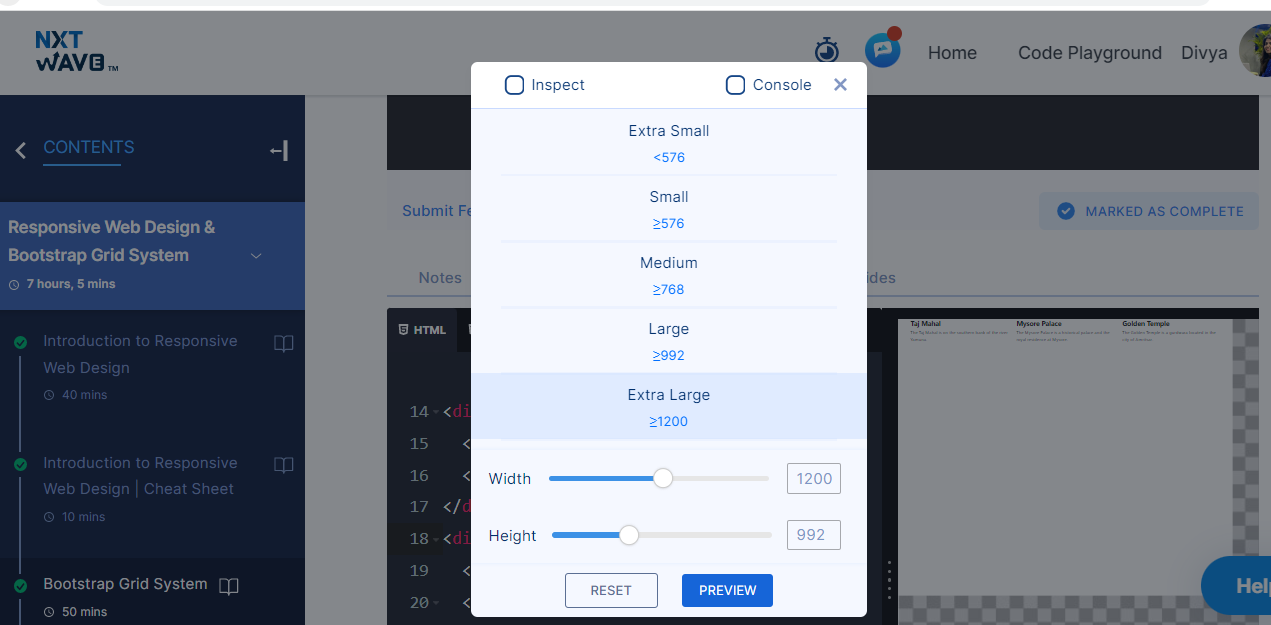 NXT
WAVE TM
Home
Code Playground
Divya
CONTENTS
Responsive Web Design &
Bootstrap Grid System
7 hours, 5 mins
Introduction to Responsive
Web Design
40 mins
Introduction to Responsive
Web Design | Cheat Sheet
10 mins
Bootstrap Grid System
50 mins
Submit Fe
MARKED AS COMPLETE
Notes
ides
HTML
14 <di
15 <
16 <
17 </d
18 <di
19 <
20 <
Inspect
Console
Extra Small
<576
Small
≥576
Medium
≥768
Large
≥992
Extra Large
≥1200
Width
1200
Height
992
RESET
PREVIEW
Taj Mahal
Mysore Palace
Golden Temple
Help